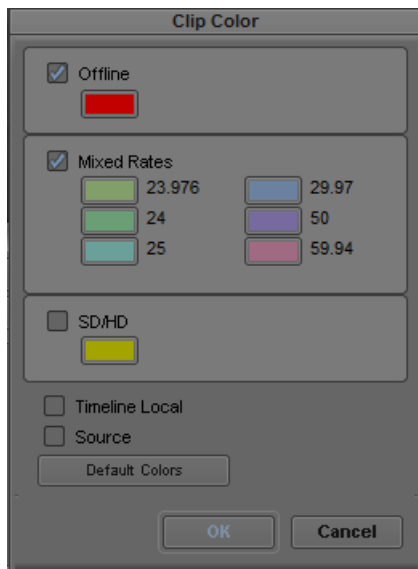 Clip Color
Offline
Mixed Rates
23.976 29.97
24 50
25 59.94
SD/HD
Timeline Local
Source
Default Colors
OK Cancel